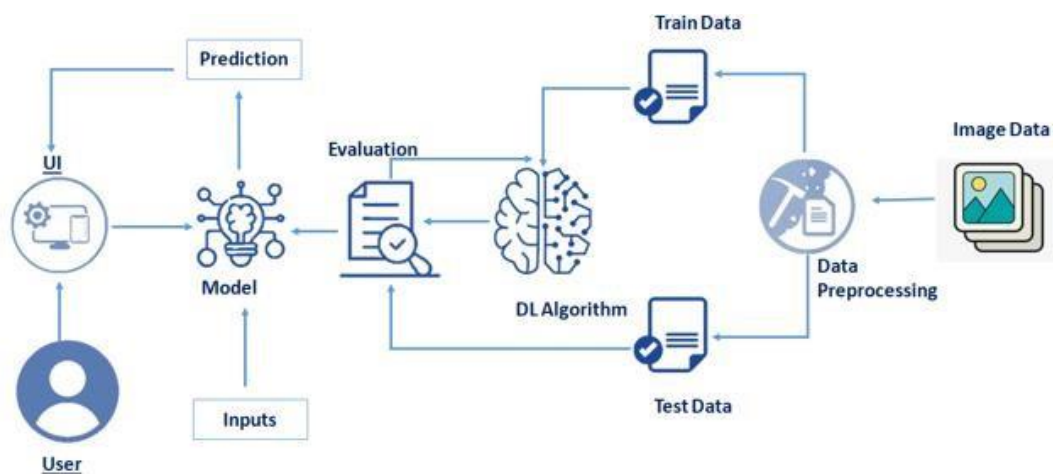 Train Data
Prediction
Image Data
Evaluation
UI
Model
DL Algorithm
Data
Preprocessing
Inputs
Test Data
User